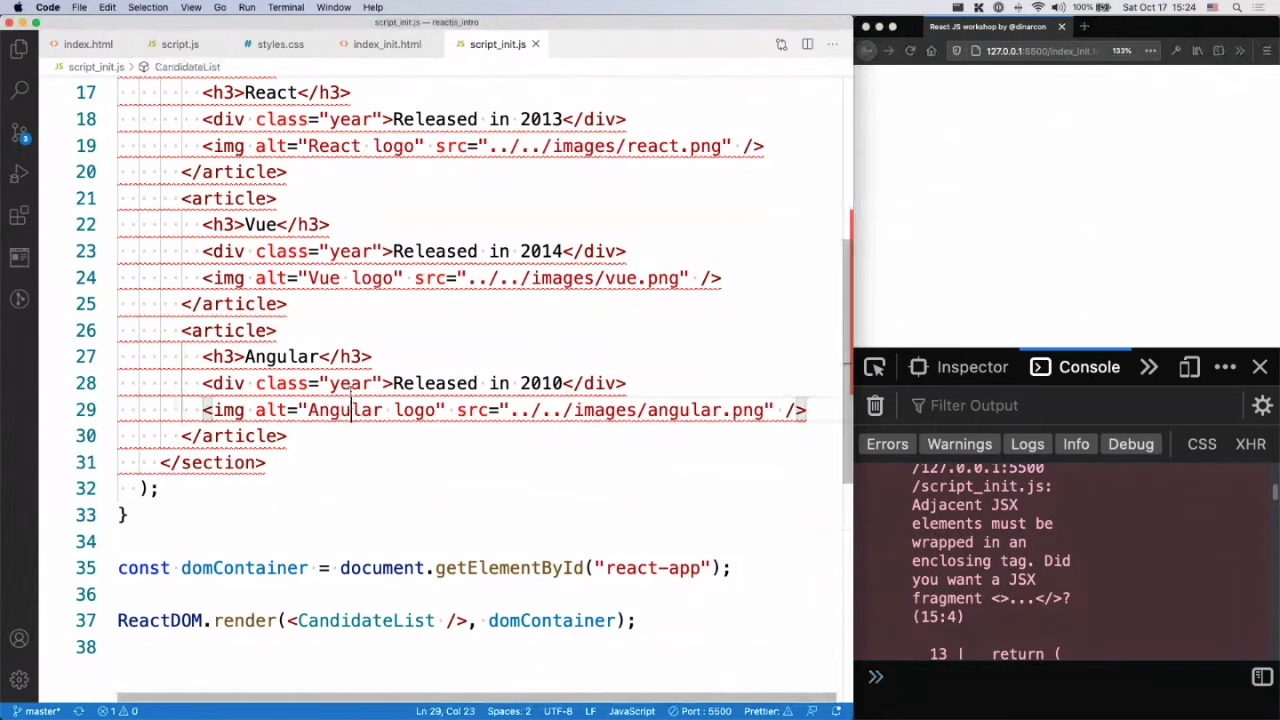 Code File Edit Selection View Go Run Terminal Window Help
100% Sat Oct 17 15:24
script_init.js — reactjs_intro
index.html script.js styles.css index_init.html script_init.js
script_init.js › CandidateList
17 <h3>React</h3>
18 <div class="year">Released in 2013</div>
19 <img alt="React logo" src="../../images/react.png" />
20 </article>
21 <article>
22 <h3>Vue</h3>
23 <div class="year">Released in 2014</div>
24 <img alt="Vue logo" src="../../images/vue.png" />
25 </article>
26 <article>
27 <h3>Angular</h3>
28 <div class="year">Released in 2010</div>
29 <img alt="Angular logo" src="../../images/angular.png" />
30 </article>
31 </section>
32 );
33 }
34
35 const domContainer = document.getElementById("react-app");
36
37 ReactDOM.render(<CandidateList />, domContainer);
38
3
master* 1 0 Ln 29, Col 23 Spaces: 2 UTF-8 LF JavaScript Port : 5500 Prettier:
React JS workshop by @dinarcon
127.0.0.1:5500/index_init.h 133%
Inspector Console
Filter Output
Errors Warnings Logs Info Debug CSS XHR
/127.0.0.1:5500
/script_init.js:
Adjacent JSX
elements must be
wrapped in an
enclosing tag. Did
you want a JSX
fragment <>...</>?
(15:4)
13 | return (